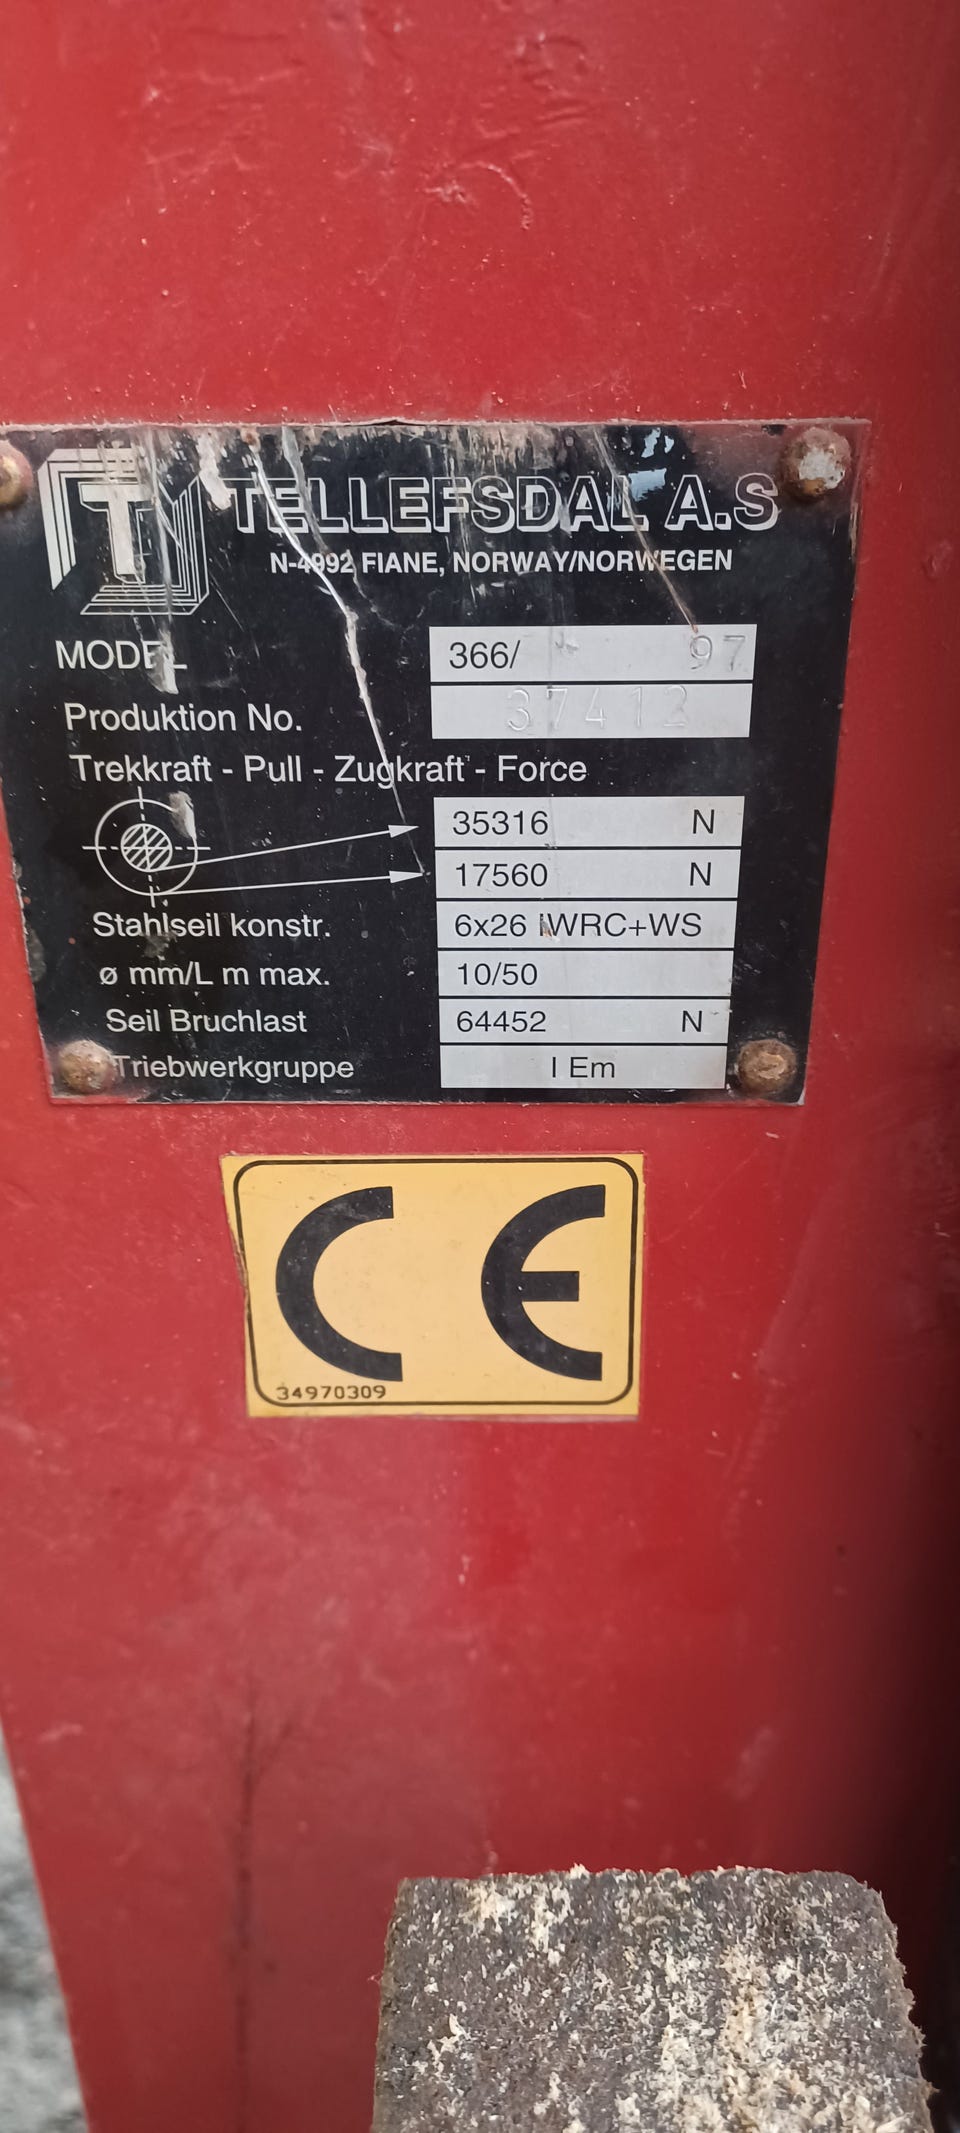 T
TELLEFSDAL A.S
N-4992 FIANE, NORWAY/NORWEGEN
MODEL 366/ 97
Produktion No. 37412
Trekkraft - Pull - Zugkraft - Force
35316 N
17560 N
Stahlseil konstr. 6x26 IWRC+WS
ø mm/L m max. 10/50
Seil Bruchlast 64452 N
Triebwerkgruppe I Em
CE
34970309